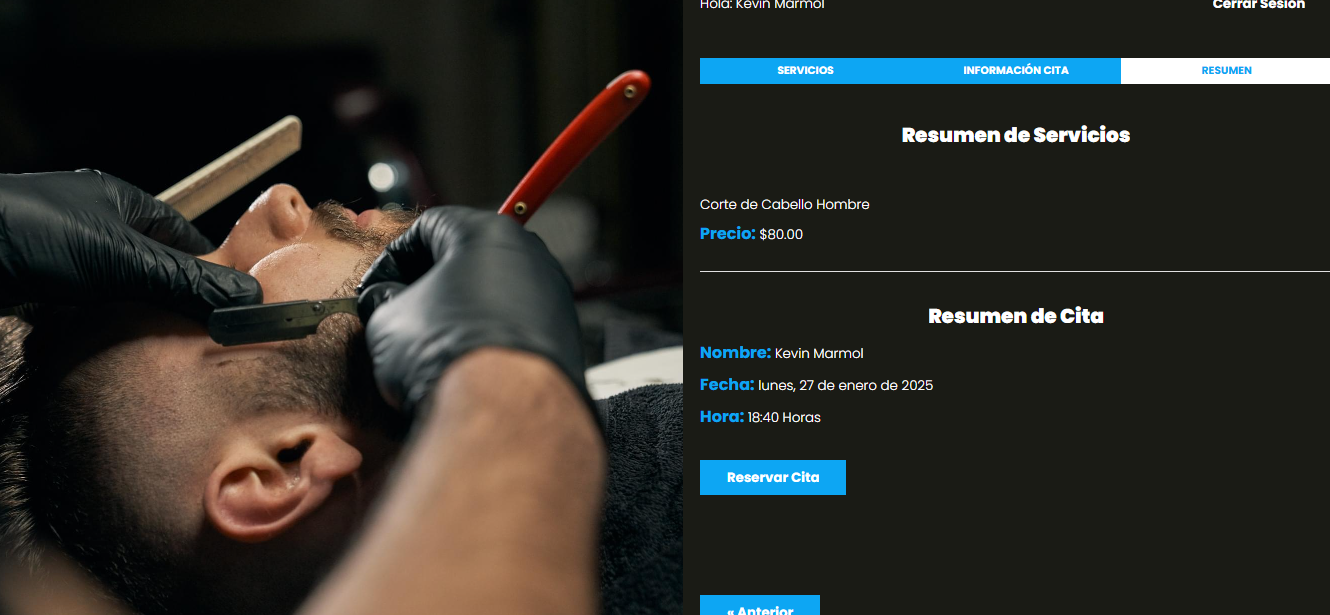 Hola: Kevin Marmol
Cerrar Sesión
SERVICIOS INFORMACIÓN CITA RESUMEN
Resumen de Servicios
Corte de Cabello Hombre
Precio: $80.00
Resumen de Cita
Nombre: Kevin Marmol
Fecha: lunes, 27 de enero de 2025
Hora: 18:40 Horas
Reservar Cita
« Anterior